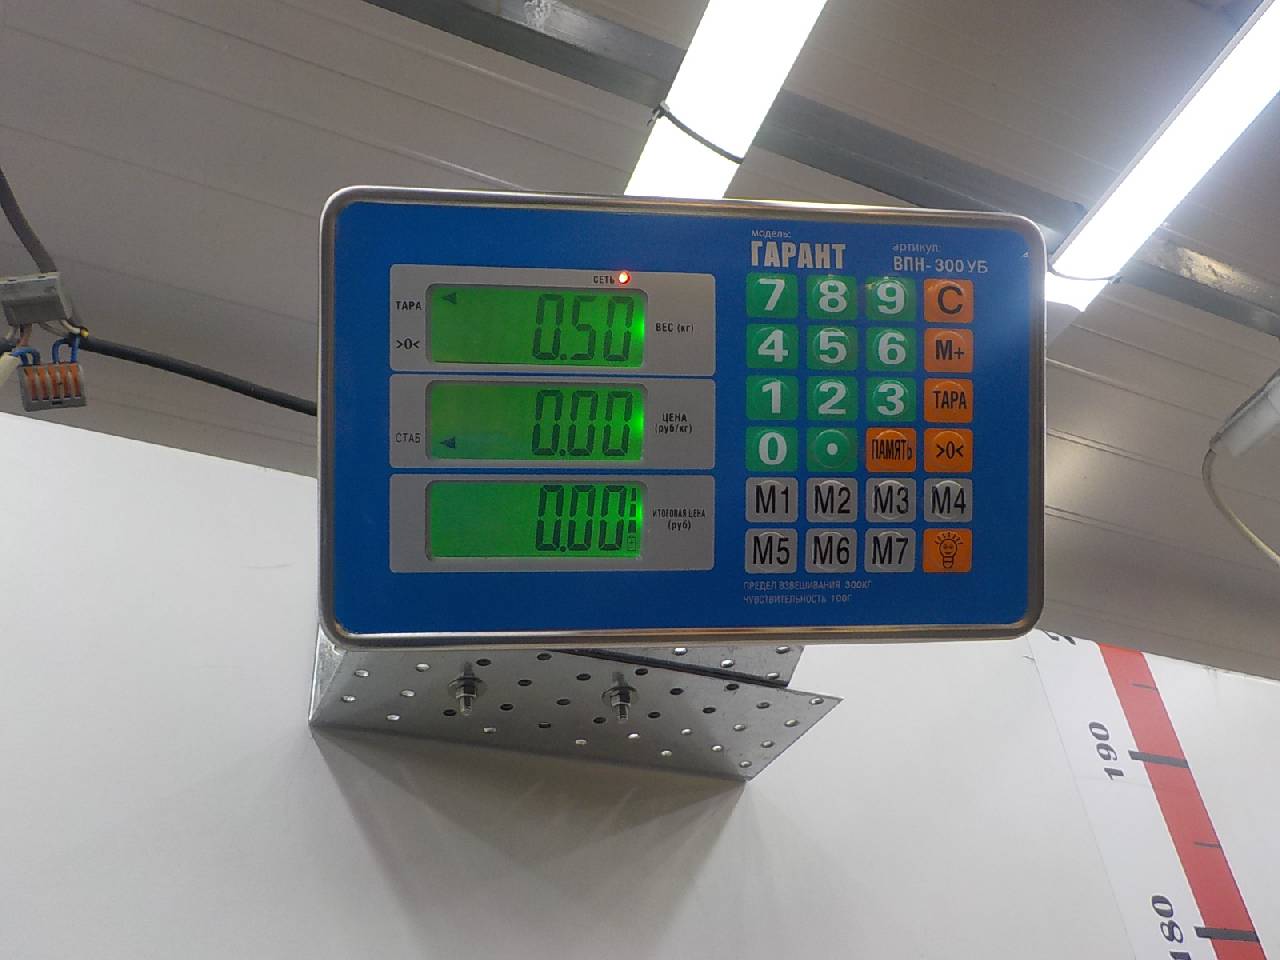 модель:
ГАРАНТ
артикул:
ВПН-300УБ
СЕТЬ
ТАРА
>0<
0.50
ВЕС (кг)
СТАБ
0.00
ЦЕНА
(руб/кг)
0.00
ИТОГОВАЯ ЦЕНА
(руб)
7 8 9 C
4 5 6 M+
1 2 3 ТАРА
0 . ПАМЯТЬ >0<
M1 M2 M3 M4
M5 M6 M7
ПРЕДЕЛ ВЗВЕШИВАНИЯ 300КГ
ЧУВСТВИТЕЛЬНОСТЬ 100Г
190
180